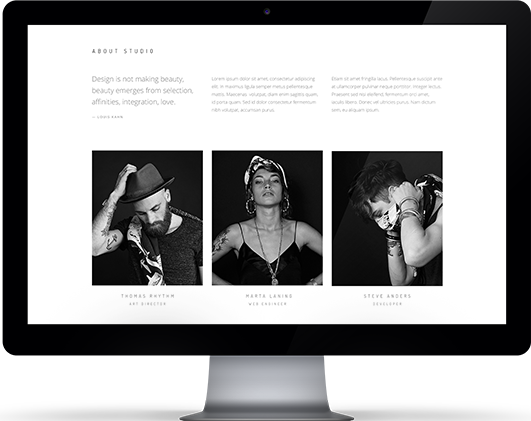 ABOUT STUDIO
Design is not making beauty,
beauty emerges from selection,
affinities, integration, love.
— LOUIS KAHN
Lorem ipsum dolor sit amet, consectetur adipiscing
elit. In maximus ligula semper metus pellentesque
mattis. Maecenas volutpat, diam enim sagittis quam,
id porta quam. Sed id dolor consectetur fermentum
nibh volutpat, accumsan purus.
Etiam sit amet fringilla lacus. Pellentesque suscipit ante
at ullamcorper pulvinar neque porttitor. Integer lectus.
Praesent sed nisi eleifend, fermentum orci amet,
iaculis libero. Donec vel ultricies purus. Nam dictum
sem, eu aliquam ipsum.
THOMAS RHYTHM
ART DIRECTOR
MARTA LANING
WEB ENGINEER
STEVE ANDERS
DEVELOPER